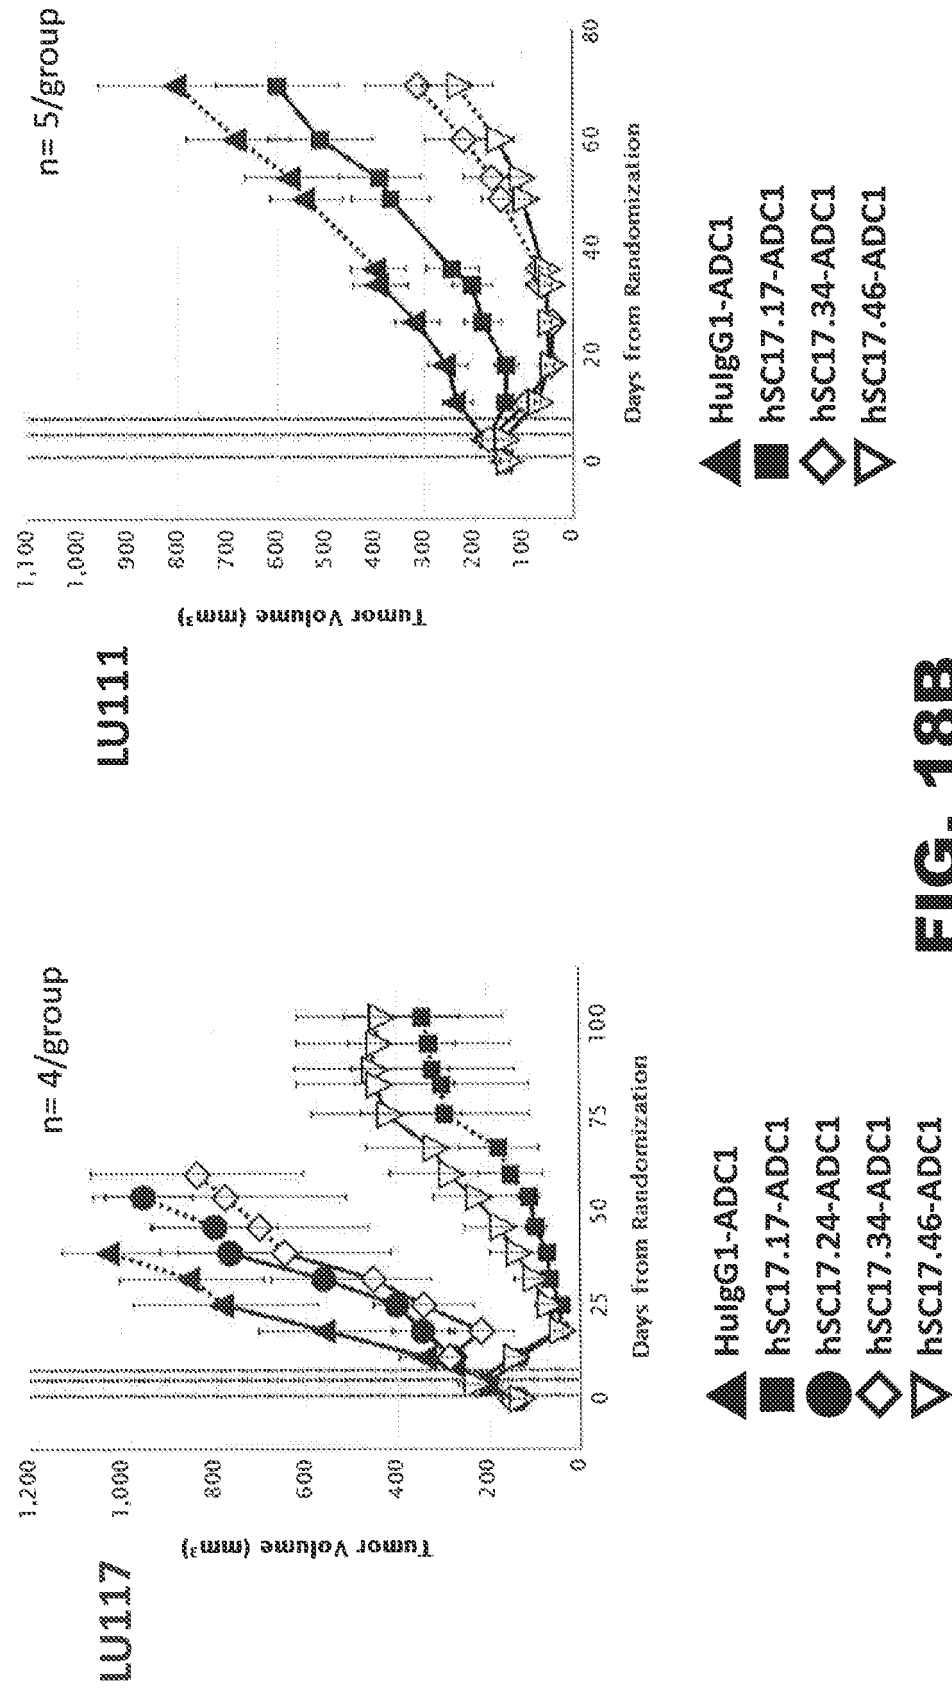 LU117
n= 4/group
Tumor Volume (mm³)
1,200
1,000
800
600
400
200
0
0
25
50
75
100
Days from Randomization
HuIgG1-ADC1
hSC17.17-ADC1
hSC17.24-ADC1
hSC17.34-ADC1
hSC17.46-ADC1
LU111
n= 5/group
Tumor Volume (mm³)
1,100
1,000
900
800
700
600
500
400
300
200
100
0
0
20
40
60
80
Days from Randomization
HuIgG1-ADC1
hSC17.17-ADC1
hSC17.34-ADC1
hSC17.46-ADC1
FIG. 18B